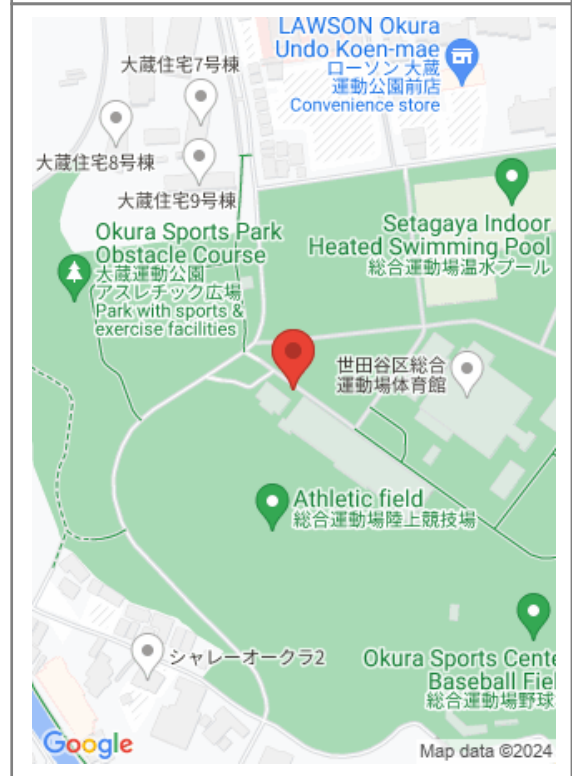 LAWSON Okura
Undo Koen-mae
ローソン 大蔵
運動公園前店
Convenience store
大蔵住宅7号棟
大蔵住宅8号棟
大蔵住宅9号棟
Setagaya Indoor
Heated Swimming Pool
総合運動場温水プール
Okura Sports Park
Obstacle Course
大蔵運動公園
アスレチック広場
Park with sports &
exercise facilities
世田谷区総合
運動場体育館
Athletic field
総合運動場陸上競技場
シャレーオークラ2
Okura Sports Cente
Baseball Fiel
総合運動場野球
Google
Map data ©2024